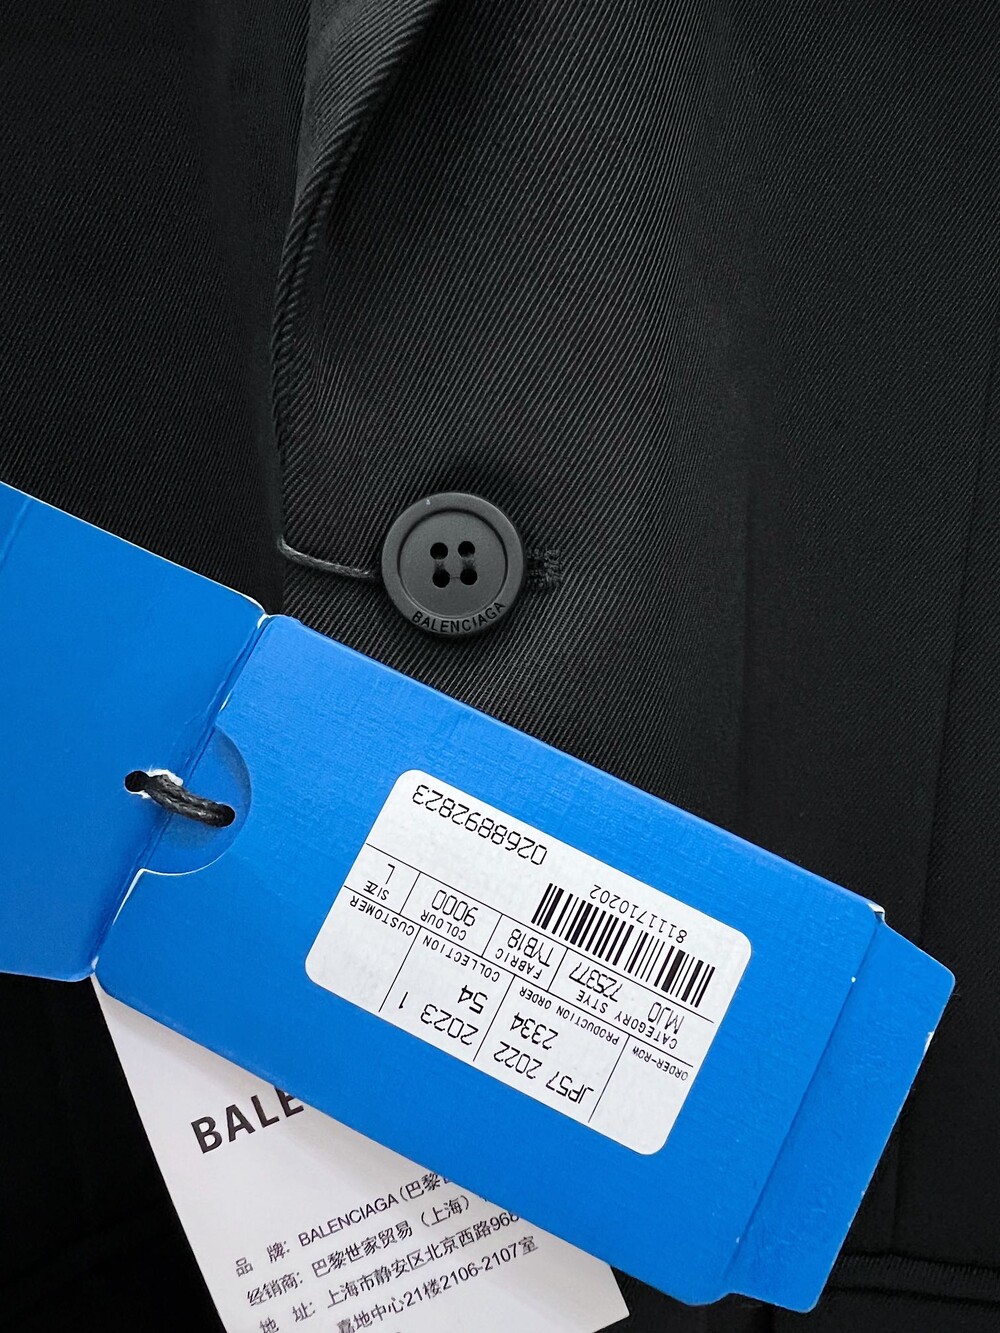 BALENCIAGA
0268892823
8111710202
SIZE L
COLOUR 9000
FABRIC TYB18
STYE 725377
CATEGORY MJ0
CUSTOMER
COLLECTION 2023 1
54
PRODUCTION ORDER JP57 2022
2334
ORDER-ROW
BALE
品 牌: BALENCIAGA (巴黎
经销商: 巴黎世家贸易（上海）
地 址: 上海市静安区北京西路968
嘉地中心21楼2106-2107室